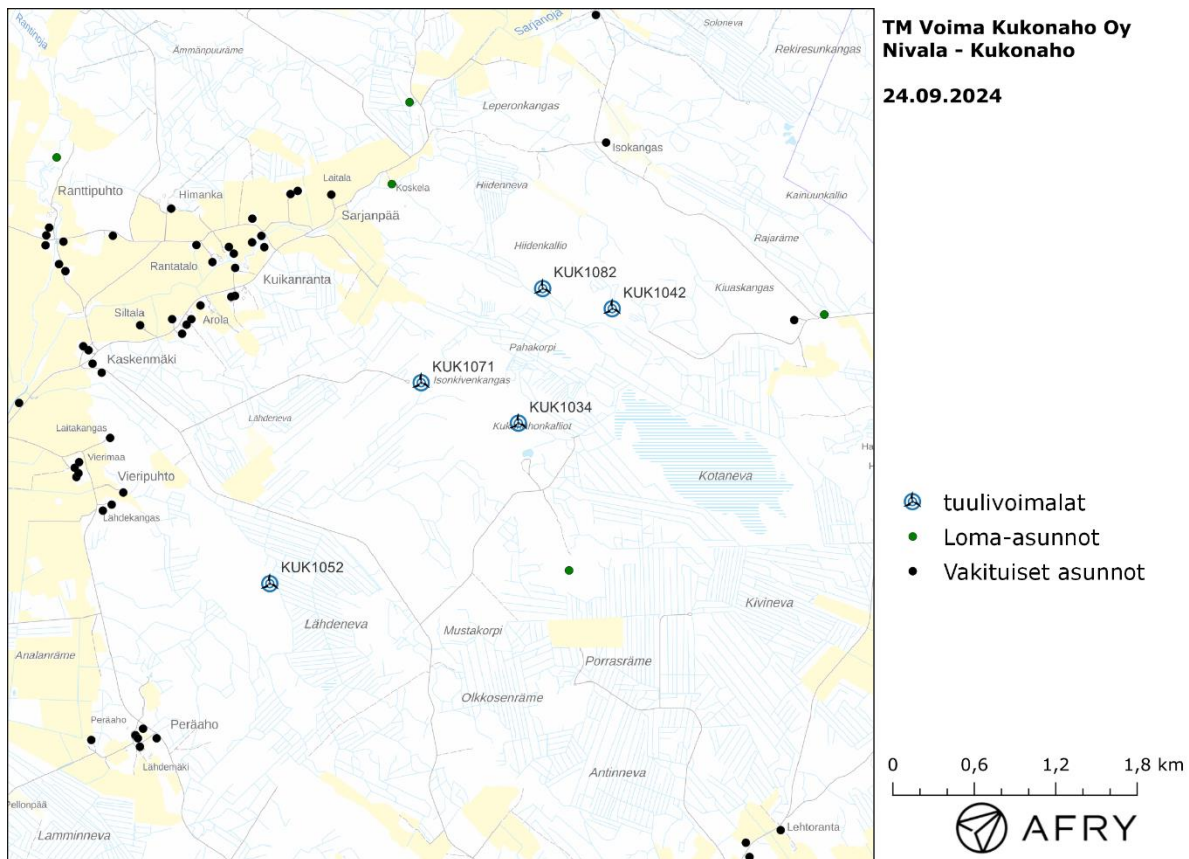 TM Voima Kukonaho Oy
Nivala - Kukonaho
24.09.2024
Rantinoja
Ämmänpuuräme
Sarjanoja
Soloneva
Rekiresunkangas
Leperonkangas
Isokangas
Ranttipuhto
Himanka
Laitala
Koskela
Hiidenneva
Kainuunkallio
Sarjanpää
Hiidenkallio
Rajaräme
Rantatalo
Kuikanranta
KUK1082
KUK1042
Kiuaskangas
Siltala
Arola
Pahakorpi
Kaskenmäki
KUK1071
Isonkivenkangas
KUK1034
Lähdeneva
Laitakangas
Vierimaa
Vieripuhto
Kotaneva
Lähdekangas
KUK1052
Lähdeneva
Mustakorpi
Kivineva
Analanräme
Porrasräme
Olkkosenräme
Peräaho
Peräaho
Lähdemäki
Antinneva
Lamminneva
Lehtoranta
tuulivoimalat
Loma-asunnot
Vakituiset asunnot
0 0,6 1,2 1,8 km
AFRY